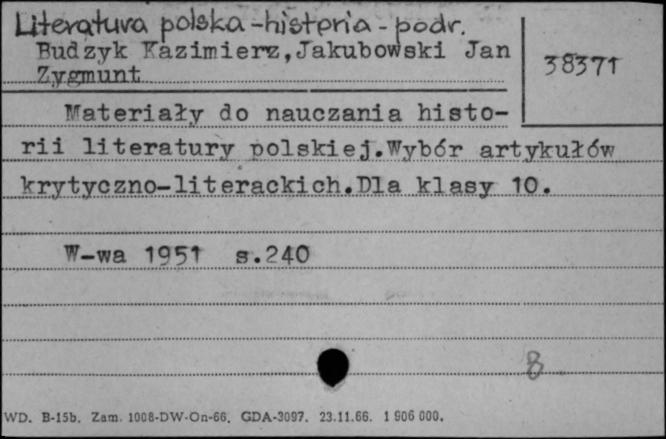 Literatura polska-historia-podr.
Budzyk Kazimierz,Jakubowski Jan
Zygmunt
38371
Materiały do nauczania histo-
rii literatury polskiej.Wybór artykułów
krytyczno-literackich.Dla klasy 10.
W-wa 1951 s.240
8
WD. B-15b. Zam. 1008-DW-On-66. GDA-3097. 23.11.66. 1 906 000.